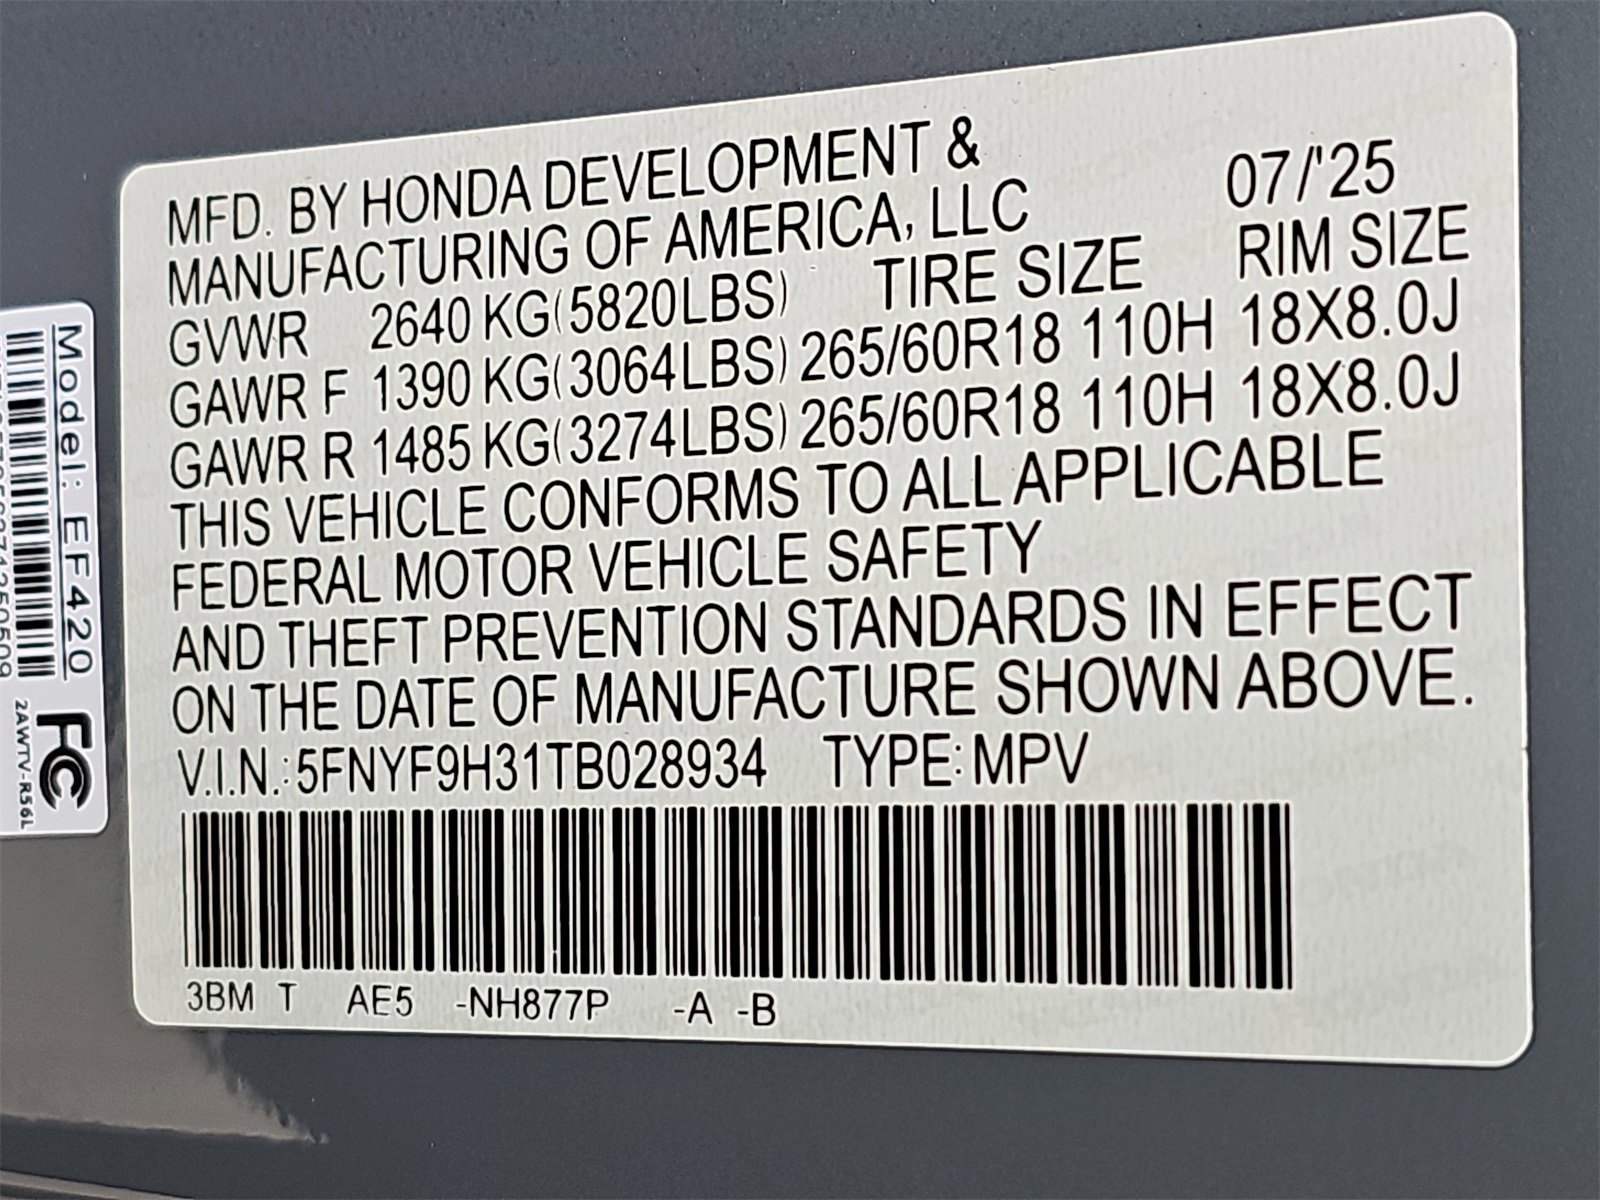 MFD. BY HONDA DEVELOPMENT &
MANUFACTURING OF AMERICA, LLC 07/'25
GVWR 2640 KG(5820LBS) TIRE SIZE RIM SIZE
GAWR F 1390 KG(3064LBS) 265/60R18 110H 18X8.0J
GAWR R 1485 KG(3274LBS) 265/60R18 110H 18X8.0J
THIS VEHICLE CONFORMS TO ALL APPLICABLE
FEDERAL MOTOR VEHICLE SAFETY
AND THEFT PREVENTION STANDARDS IN EFFECT
ON THE DATE OF MANUFACTURE SHOWN ABOVE.
V.I.N.:5FNYF9H31TB028934 TYPE:MPV
3BM T AE5 -NH877P -A -B
Model: EF420
FC
2AWTV-R56L